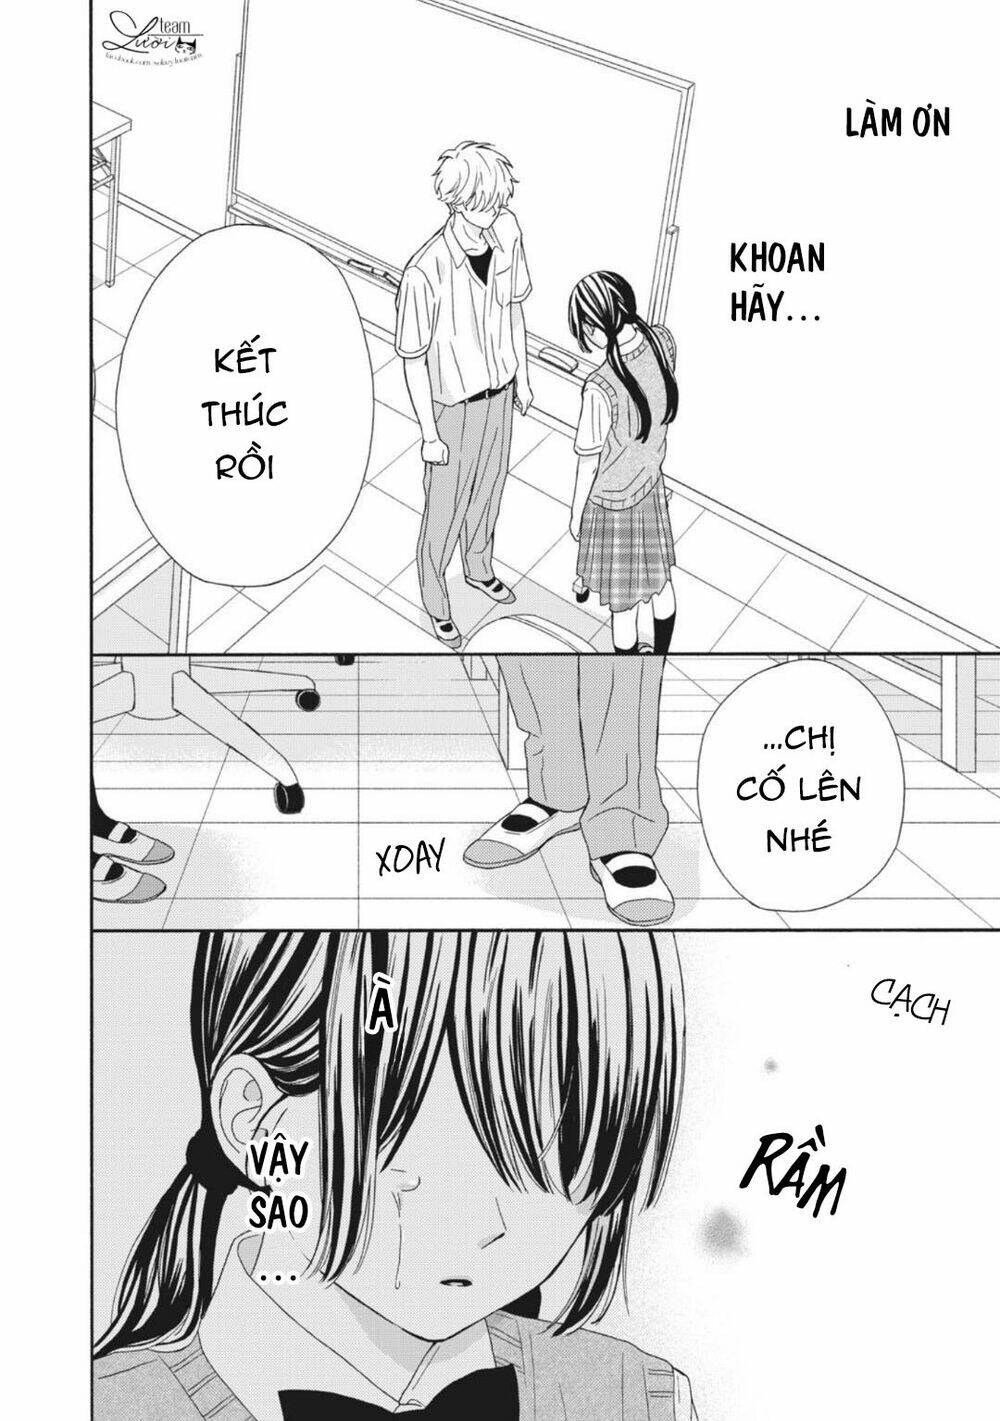 team
Lười
LÀM ƠN
KHOAN
HÃY...
KẾT
THÚC
RỒI
...CHỊ
CỐ LÊN
NHÉ
XOAY
CẠCH
À
RẦM
VẬY
SAO
...